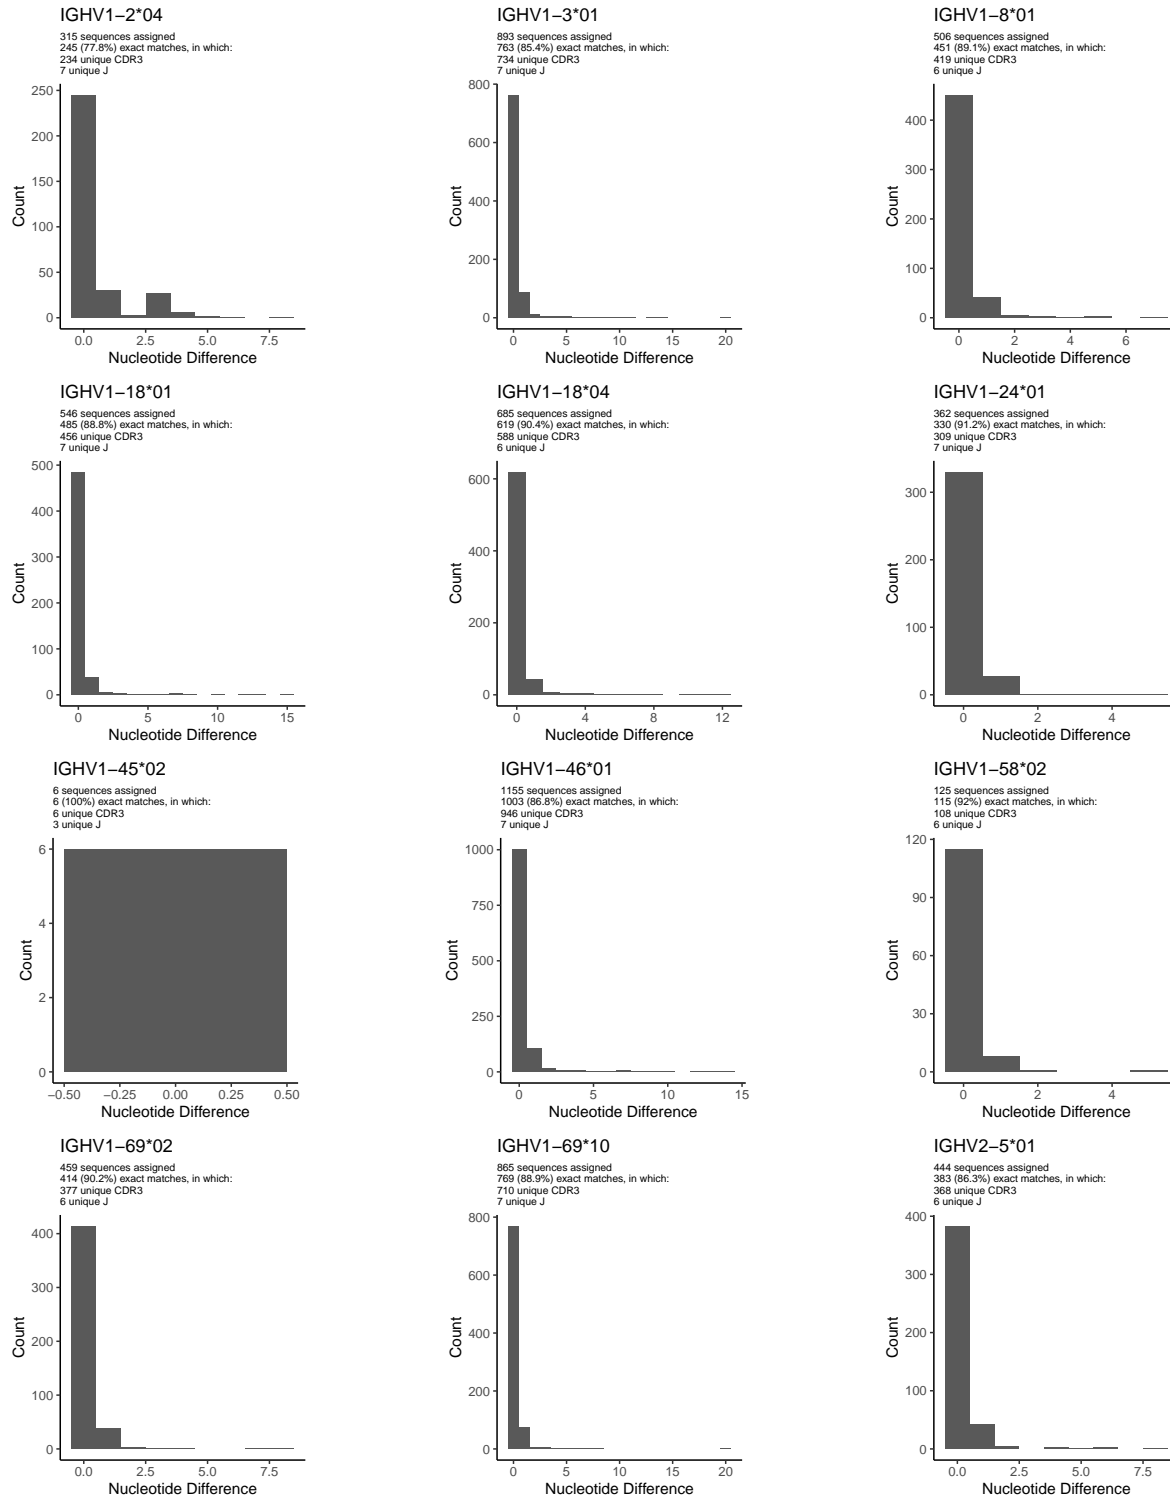 IGHV1−2*04
315 sequences assigned
245 (77.8%) exact matches, in which:
234 unique CDR3
7 unique J
250
200
150
100
50
0
Count
0.0 2.5 5.0 7.5
Nucleotide Difference
IGHV1−3*01
893 sequences assigned
763 (85.4%) exact matches, in which:
734 unique CDR3
7 unique J
800
600
400
200
0
Count
0 5 10 15 20
Nucleotide Difference
IGHV1−8*01
506 sequences assigned
451 (89.1%) exact matches, in which:
419 unique CDR3
6 unique J
400
300
200
100
0
Count
0 2 4 6
Nucleotide Difference
IGHV1−18*01
546 sequences assigned
485 (88.8%) exact matches, in which:
456 unique CDR3
7 unique J
500
400
300
200
100
0
Count
0 5 10 15
Nucleotide Difference
IGHV1−18*04
685 sequences assigned
619 (90.4%) exact matches, in which:
588 unique CDR3
6 unique J
600
400
200
0
Count
0 4 8 12
Nucleotide Difference
IGHV1−24*01
362 sequences assigned
330 (91.2%) exact matches, in which:
309 unique CDR3
7 unique J
300
200
100
0
Count
0 2 4
Nucleotide Difference
IGHV1−45*02
6 sequences assigned
6 (100%) exact matches, in which:
6 unique CDR3
3 unique J
6
4
2
0
Count
−0.50 −0.25 0.00 0.25 0.50
Nucleotide Difference
IGHV1−46*01
1155 sequences assigned
1003 (86.8%) exact matches, in which:
946 unique CDR3
7 unique J
1000
750
500
250
0
Count
0 5 10 15
Nucleotide Difference
IGHV1−58*02
125 sequences assigned
115 (92%) exact matches, in which:
108 unique CDR3
6 unique J
120
90
60
30
0
Count
0 2 4
Nucleotide Difference
IGHV1−69*02
459 sequences assigned
414 (90.2%) exact matches, in which:
377 unique CDR3
6 unique J
400
300
200
100
0
Count
0.0 2.5 5.0 7.5
Nucleotide Difference
IGHV1−69*10
865 sequences assigned
769 (88.9%) exact matches, in which:
710 unique CDR3
7 unique J
800
600
400
200
0
Count
0 5 10 15 20
Nucleotide Difference
IGHV2−5*01
444 sequences assigned
383 (86.3%) exact matches, in which:
368 unique CDR3
6 unique J
400
300
200
100
0
Count
0.0 2.5 5.0 7.5
Nucleotide Difference